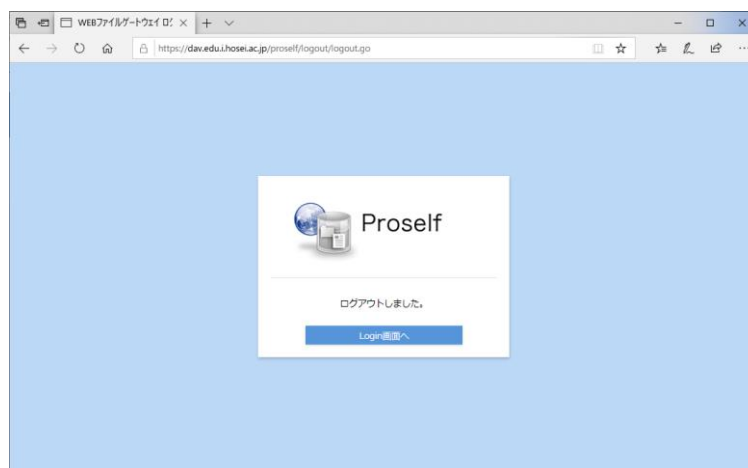 WEBファイルゲートウェイ ログ
https://dav.edu.i.hosei.ac.jp/proself/logout/logout.go
Proself
ログアウトしました。
Login画面へ